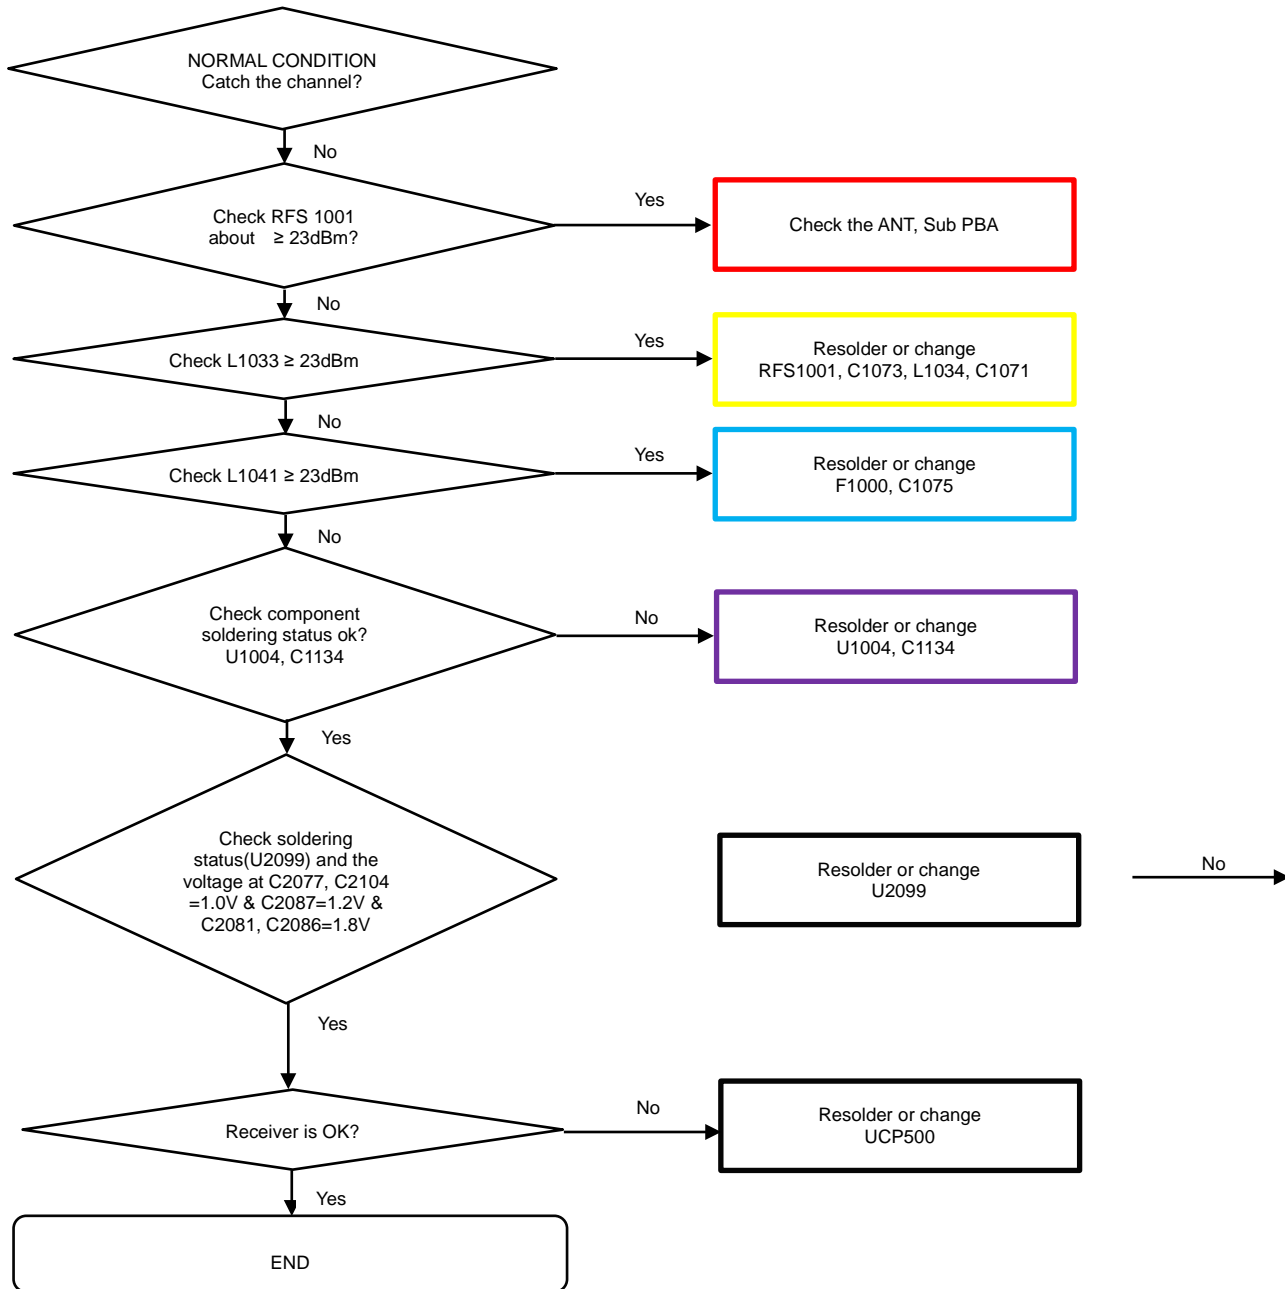 NORMAL CONDITION
Catch the channel?
No
Check RFS 1001
about ≥ 23dBm?
Yes
Check the ANT, Sub PBA
No
Check L1033 ≥ 23dBm
Yes
Resolder or change
RFS1001, C1073, L1034, C1071
No
Check L1041 ≥ 23dBm
Yes
Resolder or change
F1000, C1075
No
Check component
soldering status ok?
U1004, C1134
No
Resolder or change
U1004, C1134
Yes
Check soldering
status(U2099) and the
voltage at C2077, C2104
=1.0V & C2087=1.2V &
C2081, C2086=1.8V
Resolder or change
U2099
No
Yes
Receiver is OK?
No
Resolder or change
UCP500
Yes
END